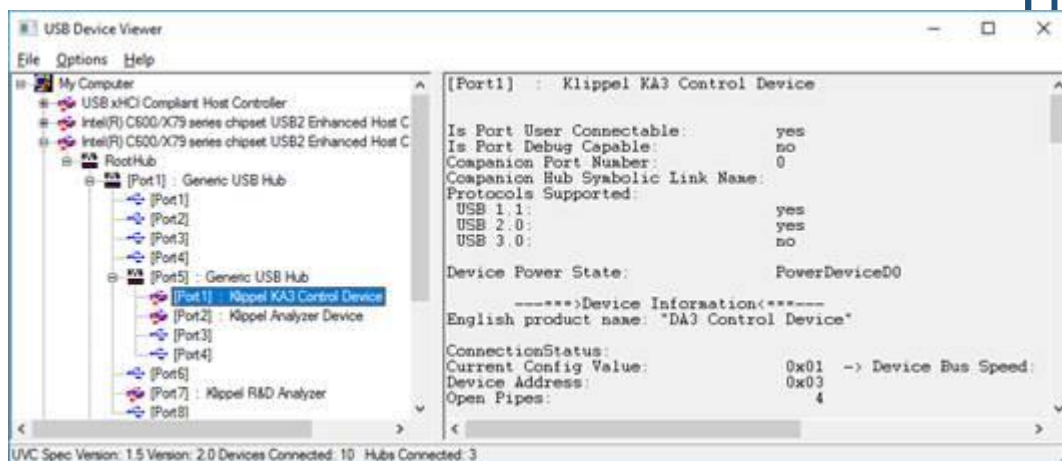 USB Device Viewer
File Options Help
My Computer
USB xHCI Compliant Host Controller
Intel(R) C600/X79 series chipset USB2 Enhanced Host C
Intel(R) C600/X79 series chipset USB2 Enhanced Host C
RootHub
[Port1] : Generic USB Hub
[Port1]
[Port2]
[Port3]
[Port4]
[Port5] : Generic USB Hub
[Port1] : Klippel KA3 Control Device
[Port2] : Klippel Analyzer Device
[Port3]
[Port4]
[Port6]
[Port7] : Klippel R&D Analyzer
[Port8]
[Port1] : Klippel KA3 Control Device
Is Port User Connectable: yes
Is Port Debug Capable: no
Companion Port Number: 0
Companion Hub Symbolic Link Name:
Protocols Supported:
USB 1.1: yes
USB 2.0: yes
USB 3.0: no
Device Power State: PowerDeviceD0
---===>Device Information<===---
English product name: "DA3 Control Device"
ConnectionStatus:
Current Config Value: 0x01 -> Device Bus Speed:
Device Address: 0x03
Open Pipes: 4
UVC Spec Version: 1.5 Version: 2.0 Devices Connected: 10 Hubs Connected: 3